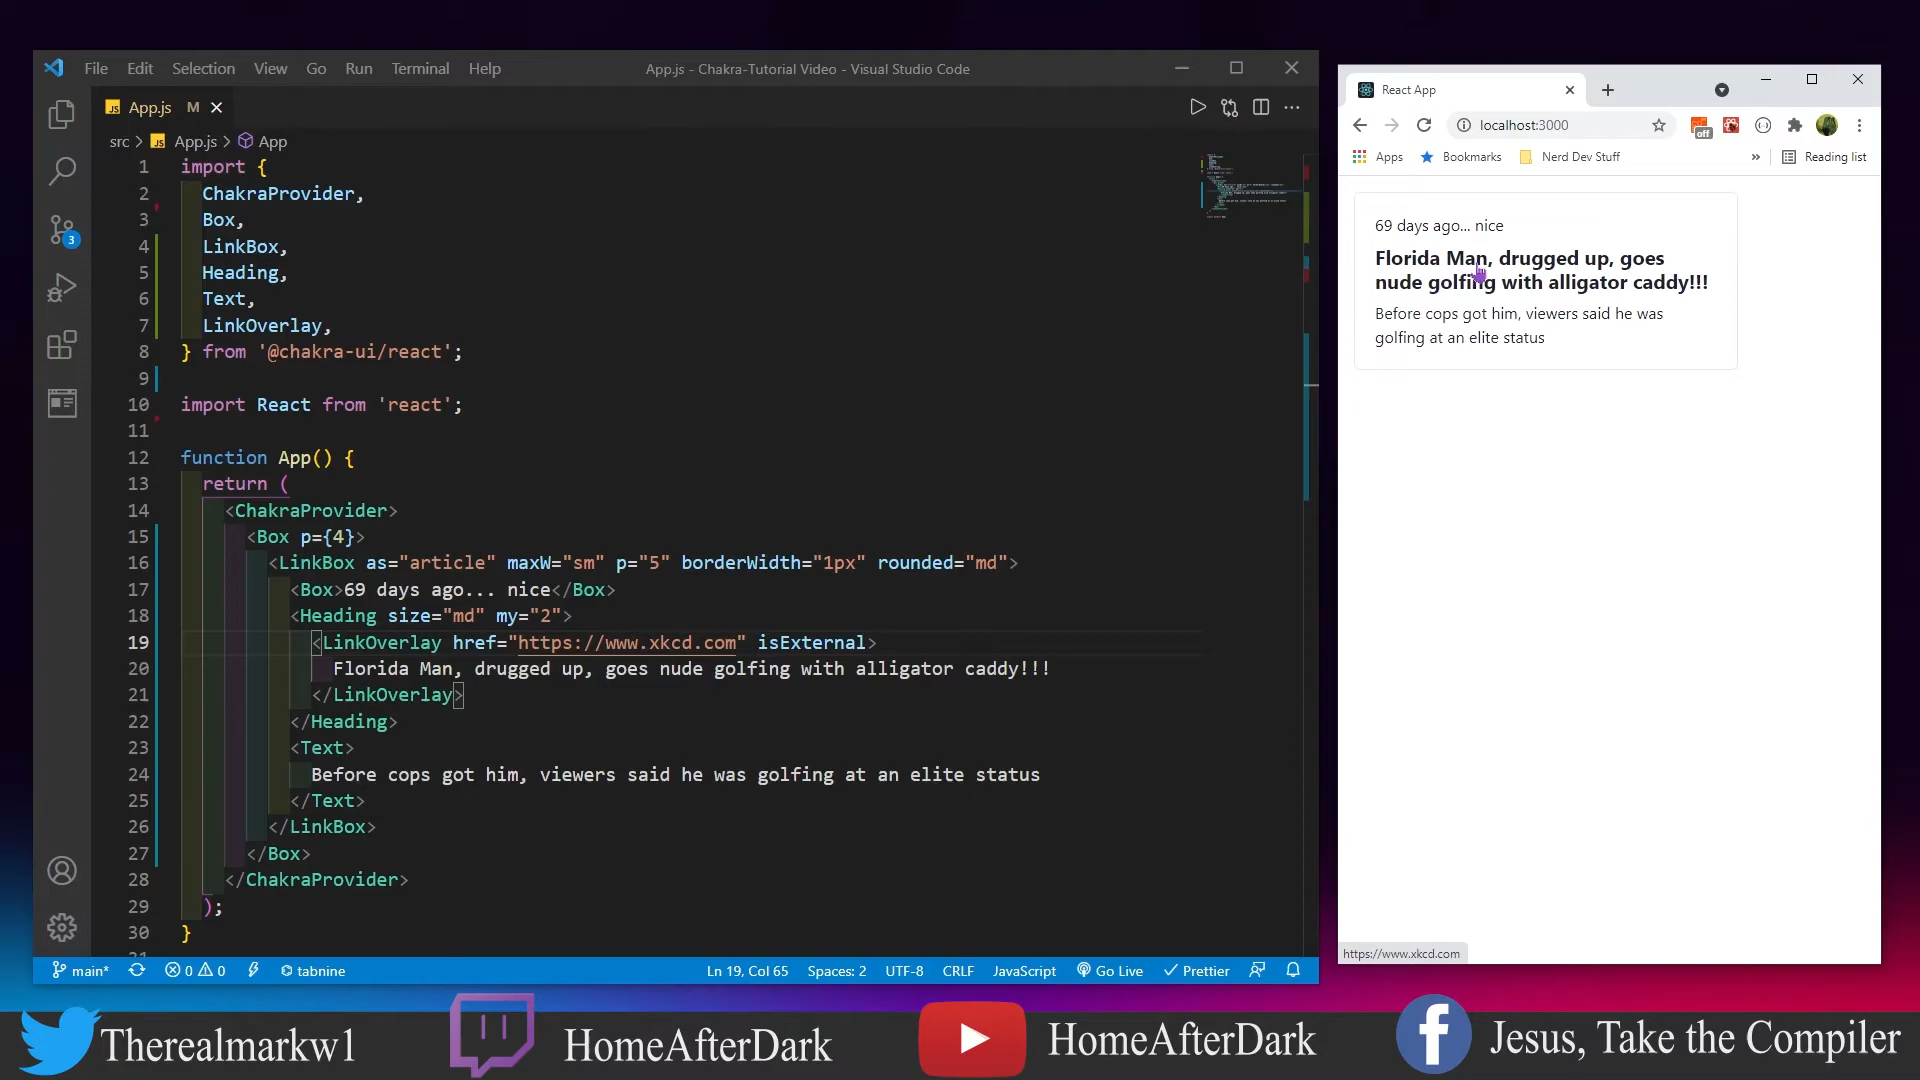 File Edit Selection View Go Run Terminal Help
App.js - Chakra-Tutorial Video - Visual Studio Code
JS App.js M
src > JS App.js > App
3
1 import {
2 ChakraProvider,
3 Box,
4 LinkBox,
5 Heading,
6 Text,
7 LinkOverlay,
8 } from '@chakra-ui/react';
9
10 import React from 'react';
11
12 function App() {
13 return (
14 <ChakraProvider>
15 <Box p={4}>
16 <LinkBox as="article" maxW="sm" p="5" borderWidth="1px" rounded="md">
17 <Box>69 days ago... nice</Box>
18 <Heading size="md" my="2">
19 <LinkOverlay href="https://www.xkcd.com" isExternal>
20 Florida Man, drugged up, goes nude golfing with alligator caddy!!!
21 </LinkOverlay>
22 </Heading>
23 <Text>
24 Before cops got him, viewers said he was golfing at an elite status
25 </Text>
26 </LinkBox>
27 </Box>
28 </ChakraProvider>
29 );
30 }
main* 0 0 tabnine Ln 19, Col 65 Spaces: 2 UTF-8 CRLF JavaScript Go Live Prettier
React App
localhost:3000
off
Apps Bookmarks Nerd Dev Stuff » Reading list
69 days ago... nice
Florida Man, drugged up, goes
nude golfing with alligator caddy!!!
Before cops got him, viewers said he was
golfing at an elite status
https://www.xkcd.com
Therealmarkw1 HomeAfterDark HomeAfterDark Jesus, Take the Compiler